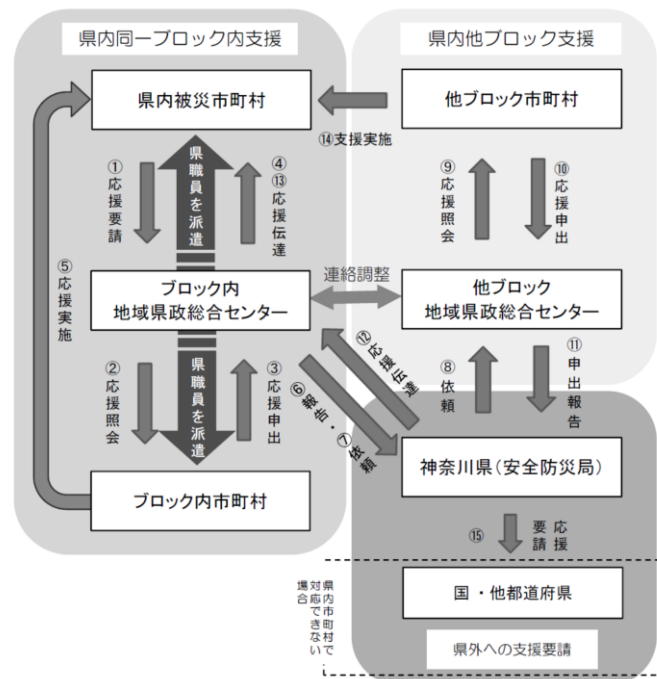 県内同一ブロック内支援
県内他ブロック支援
県内被災市町村
他ブロック市町村
⑭支援実施
①応援要請
県職員を派遣
④⑬応援伝達
⑨応援照会
⑩応援申出
⑤応援実施
ブロック内
地域県政総合センター
連絡調整
他ブロック
地域県政総合センター
②応援照会
県職員を派遣
③応援申出
⑥報告・⑦依頼
⑫応援伝達
⑧依頼
⑪申出報告
ブロック内市町村
神奈川県(安全防災局)
⑮
応援
要請
県内市町村で
対応できない
場合
国・他都道府県
県外への支援要請